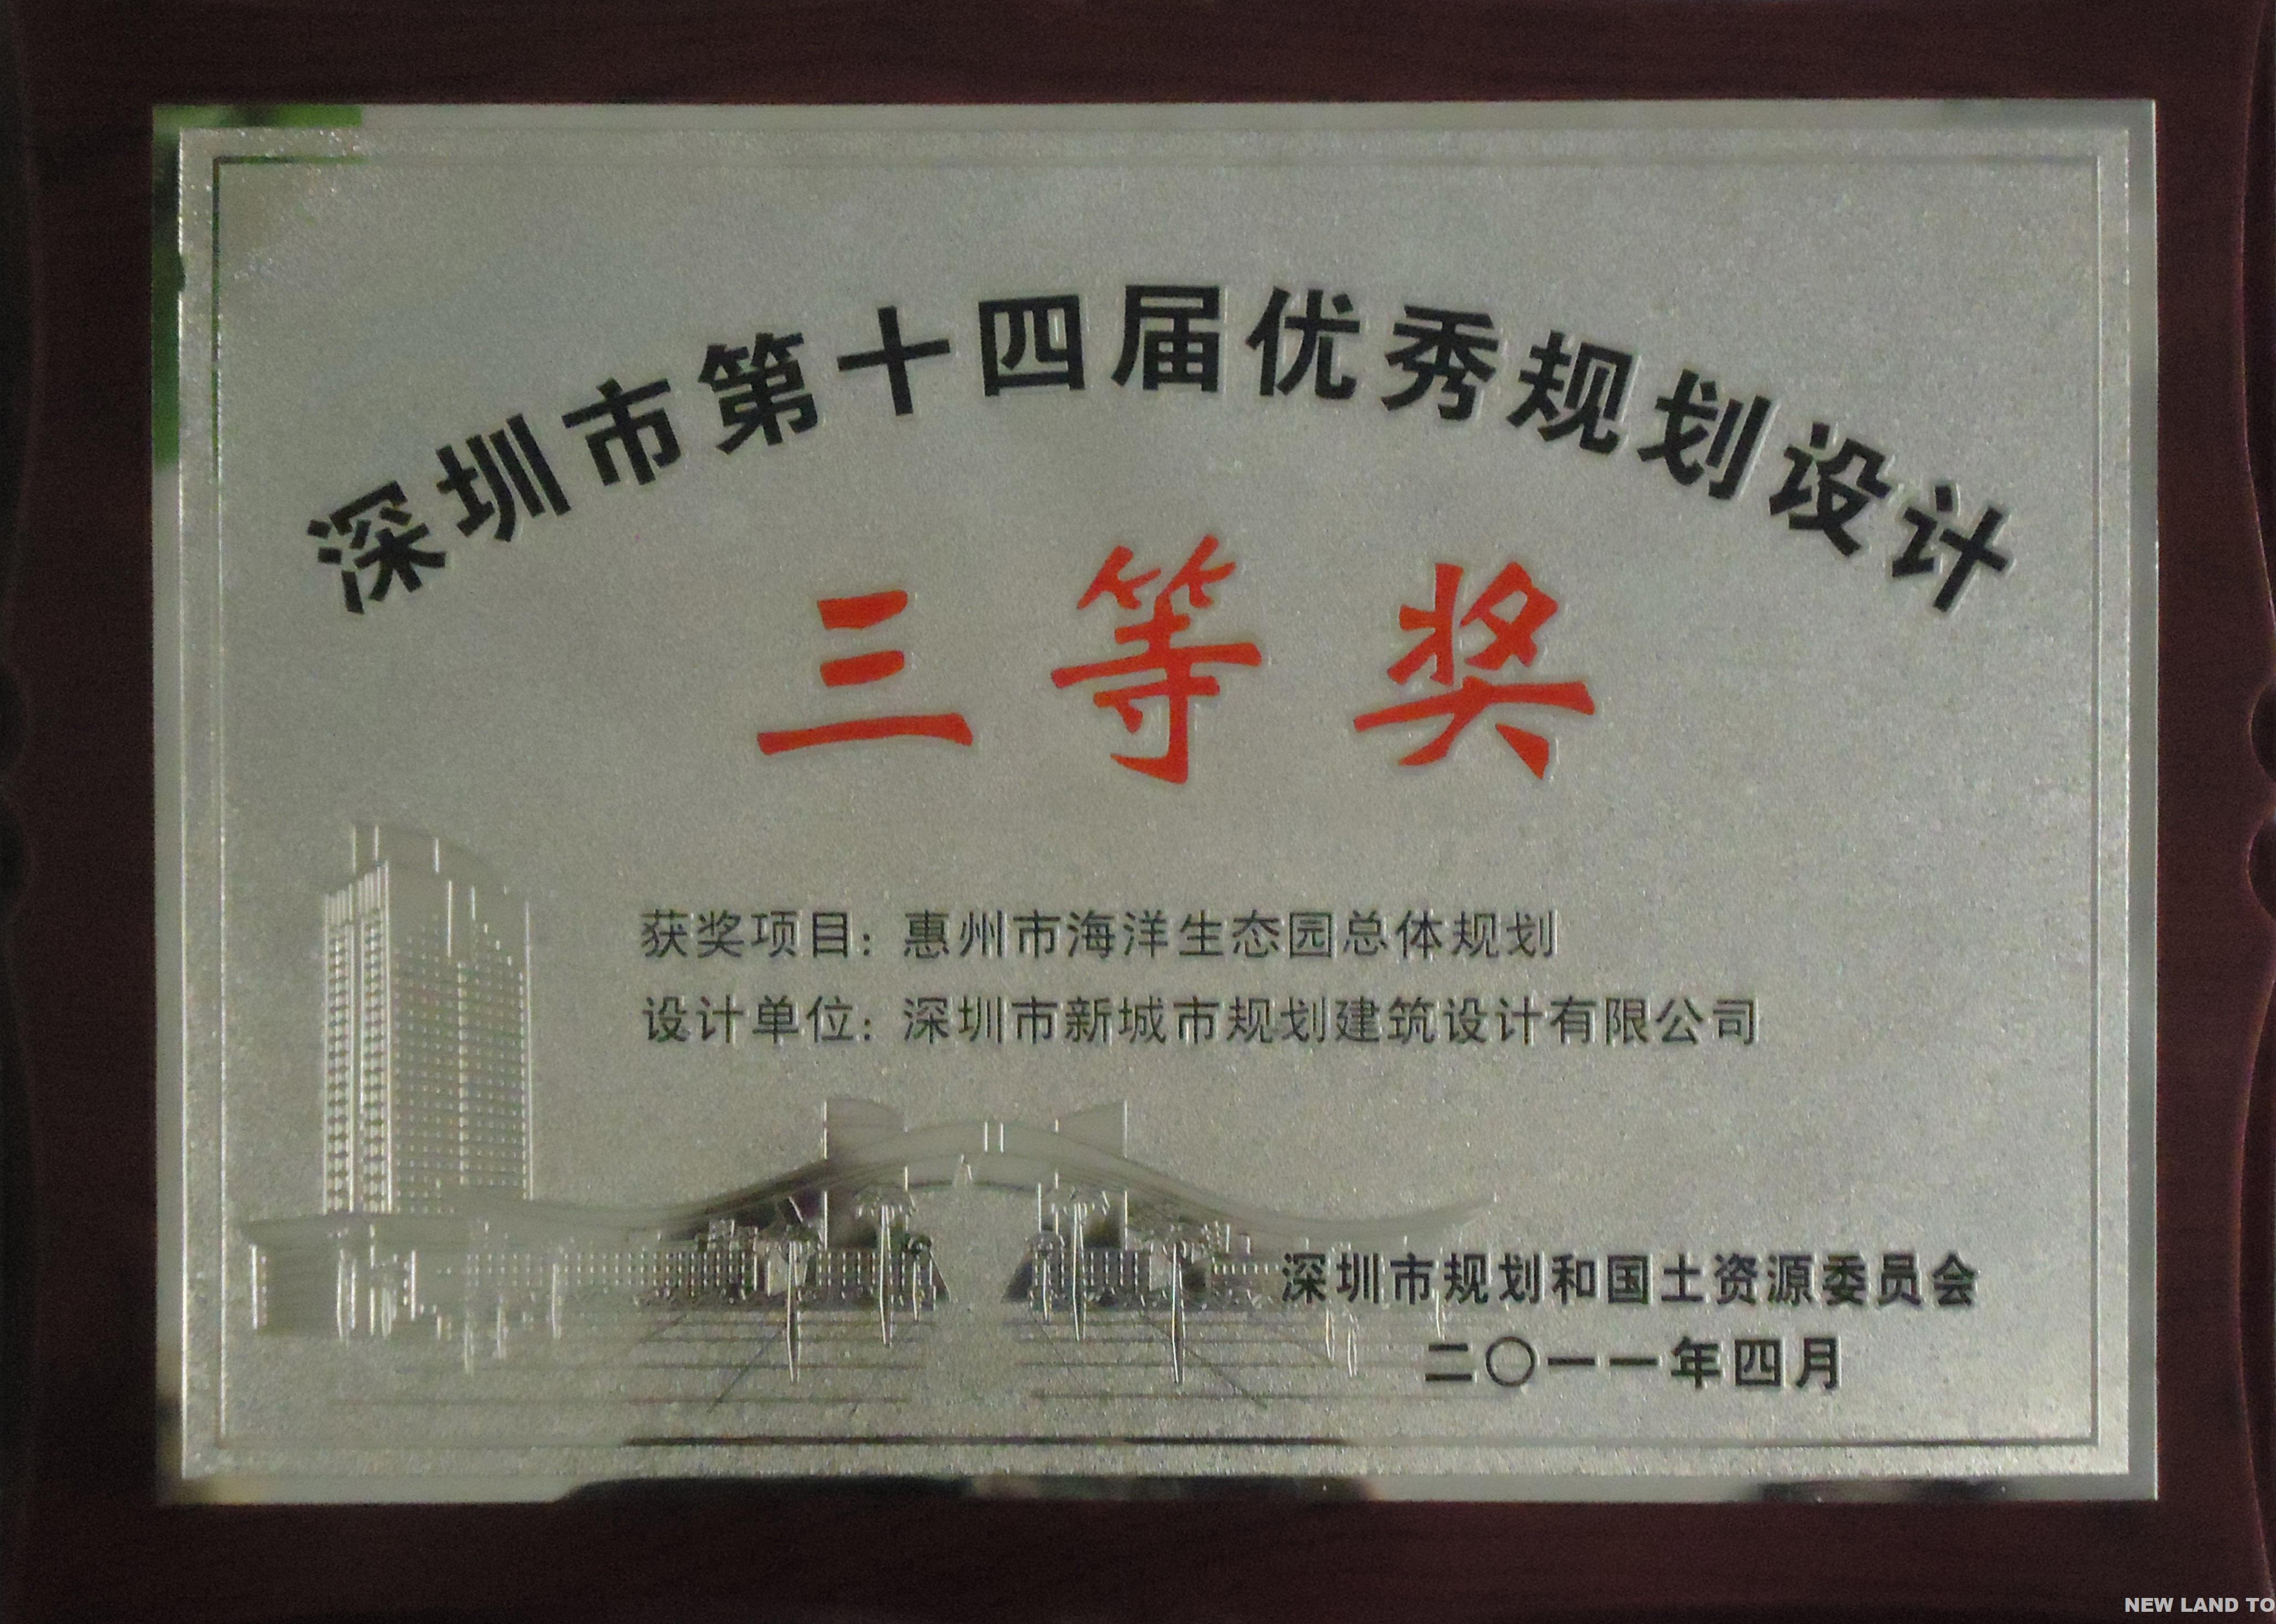 深圳市第十四届优秀规划设计
三等奖
获奖项目：惠州市海洋生态园总体规划
设计单位：深圳市新城市规划建筑设计有限公司
深圳市规划和国土资源委员会
二〇一一年四月
NEW LAND TO